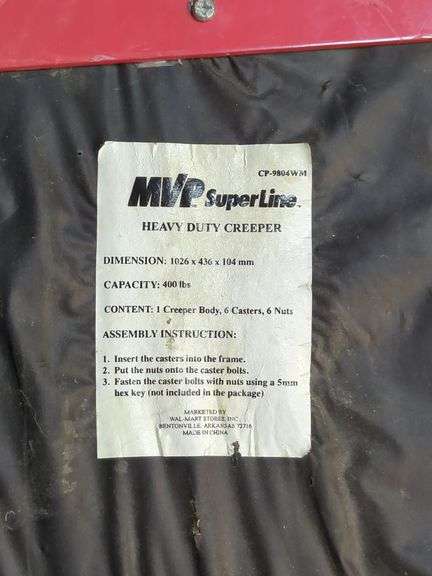 CP-9804WM
MVP SuperLine™
HEAVY DUTY CREEPER
DIMENSION: 1026 x 436 x 104 mm
CAPACITY: 400 lbs
CONTENT: 1 Creeper Body, 6 Casters, 6 Nuts
ASSEMBLY INSTRUCTION:
1. Insert the casters into the frame.
2. Put the nuts onto the caster bolts.
3. Fasten the caster bolts with nuts using a 5mm
hex key (not included in the package)
MARKETED BY
WAL-MART STORES, INC.
BENTONVILLE, ARKANSAS 72716
MADE IN CHINA